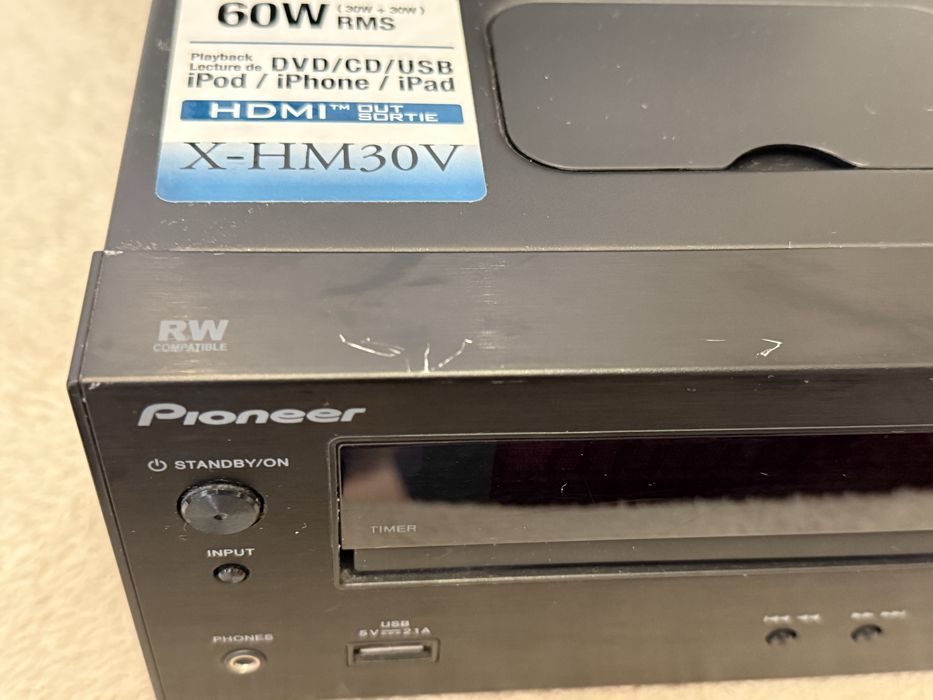 60W (30W + 30W)
RMS
Playback
Lecture de DVD/CD/USB
iPod / iPhone / iPad
HDMI™ OUT
SORTIE
X-HM30V
RW
COMPATIBLE
Pioneer
STANDBY/ON
TIMER
INPUT
USB
5V⎓2.1A
PHONES